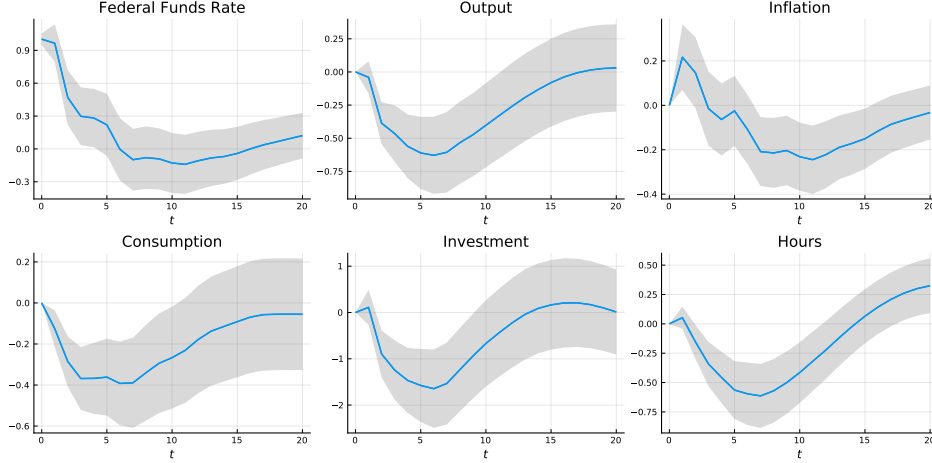 Federal Funds Rate
0.9
0.6
0.3
0.0
−0.3
0 5 10 15 20
t
Output
0.25
0.00
−0.25
−0.50
−0.75
0 5 10 15 20
t
Inflation
0.2
0.0
−0.2
−0.4
0 5 10 15 20
t
Consumption
0.2
0.0
−0.2
−0.4
−0.6
0 5 10 15 20
t
Investment
1
0
−1
−2
0 5 10 15 20
t
Hours
0.50
0.25
0.00
−0.25
−0.50
−0.75
0 5 10 15 20
t